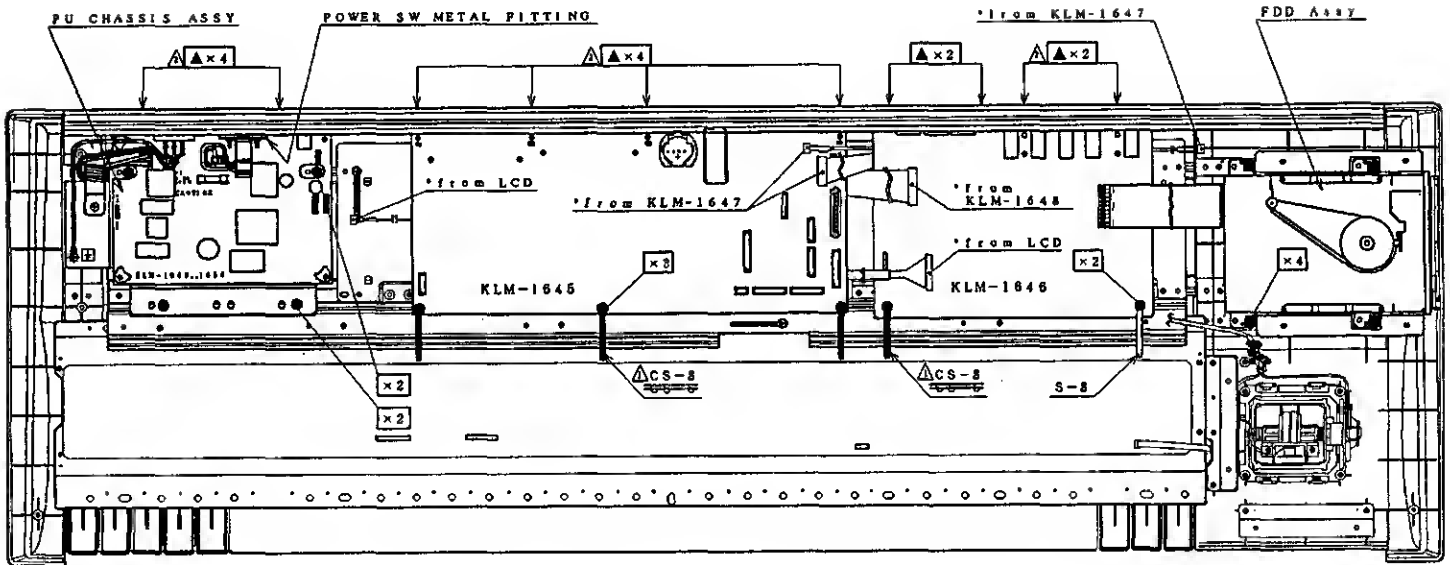 PU CHASSIS ASSY
POWER SW METAL FITTING
*from KLM-1647
FDD Assy
▲×4
▲×4
▲×2
▲×2
*from LCD
*from KLM-1647
*from
KLM-1648
*from LCD
×3
×2
×4
KLM-1645
KLM-1646
CS-8
CS-8
S-8
×2
×2